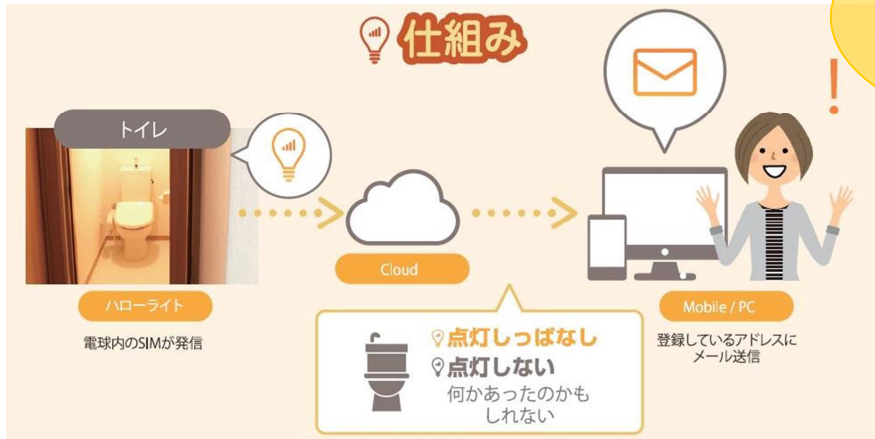 仕組み
トイレ
ハローライト
電球内のSIMが発信
Cloud
点灯しっぱなし
点灯しない
何かあったのかも
しれない
Mobile / PC
登録しているアドレスに
メール送信